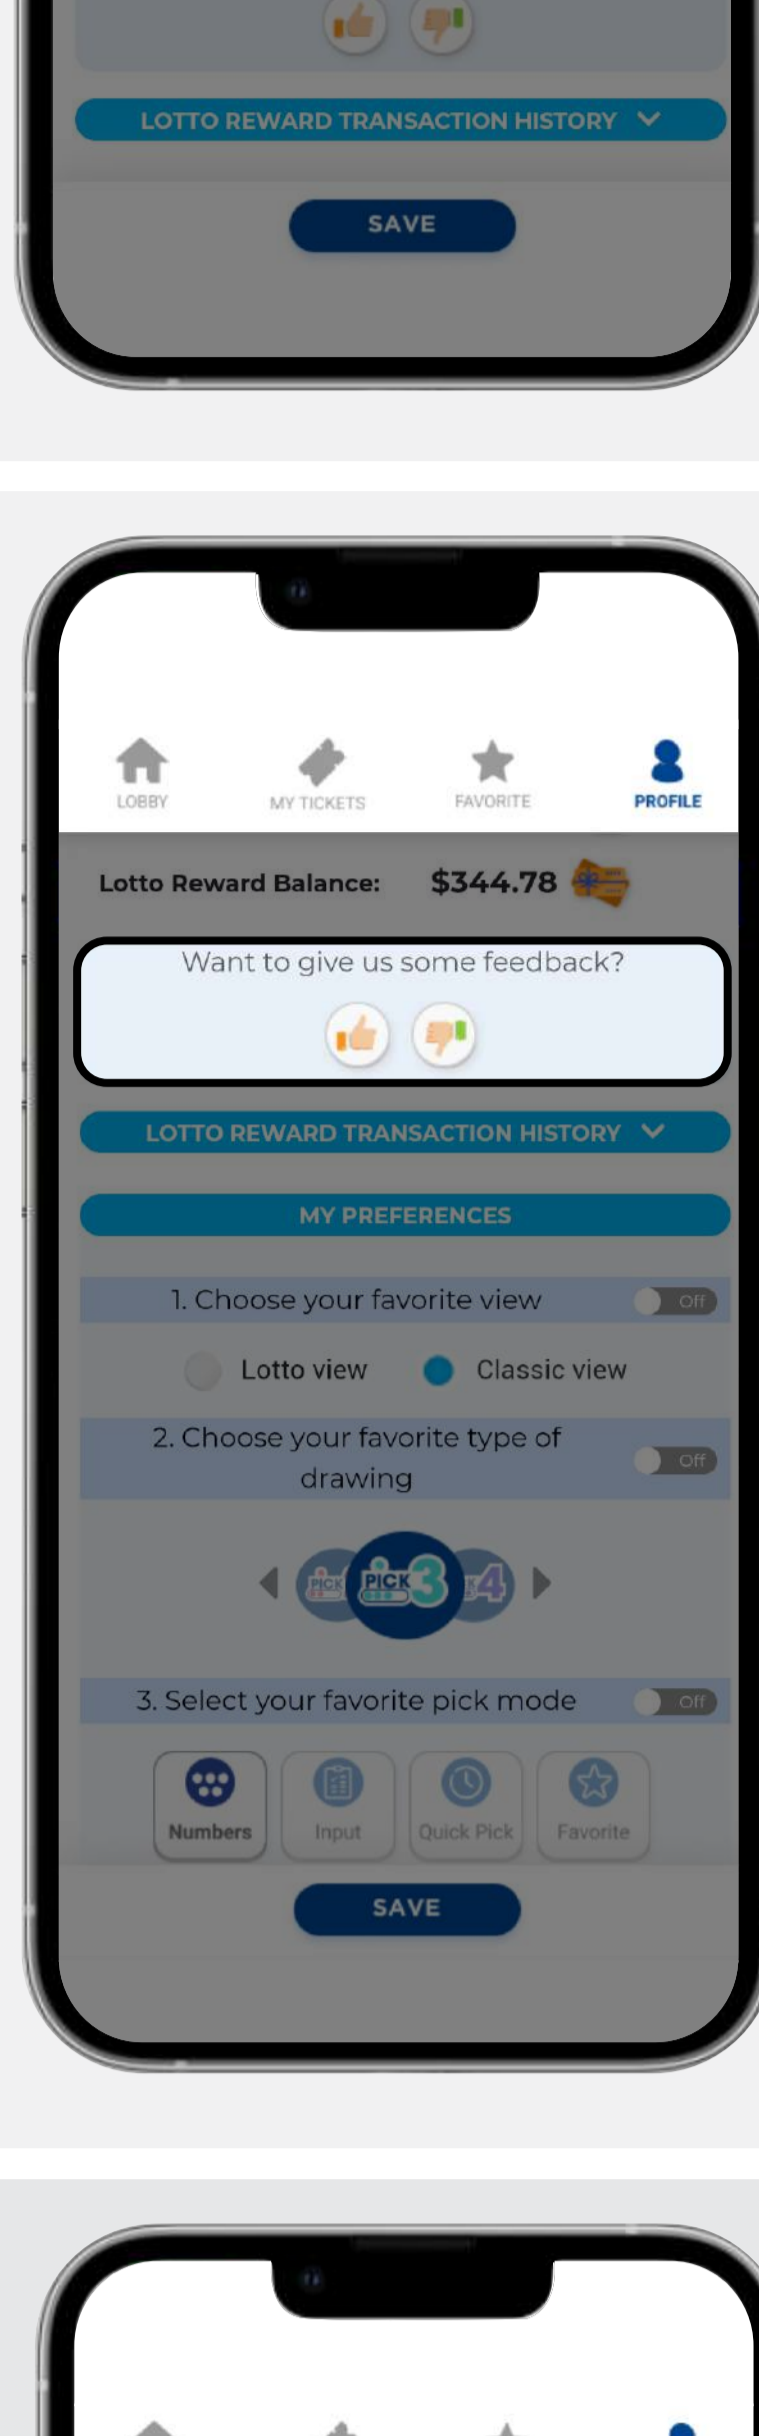 LOTTO REWARD TRANSACTION HISTORY
SAVE
LOBBY
MY TICKETS
FAVORITE
PROFILE
Lotto Reward Balance: $344.78
Want to give us some feedback?
LOTTO REWARD TRANSACTION HISTORY
MY PREFERENCES
1. Choose your favorite view
Off
Lotto view
Classic view
2. Choose your favorite type of
drawing
Off
PICK
PICK 3
4
3. Select your favorite pick mode
Off
Numbers
Input
Quick Pick
Favorite
SAVE